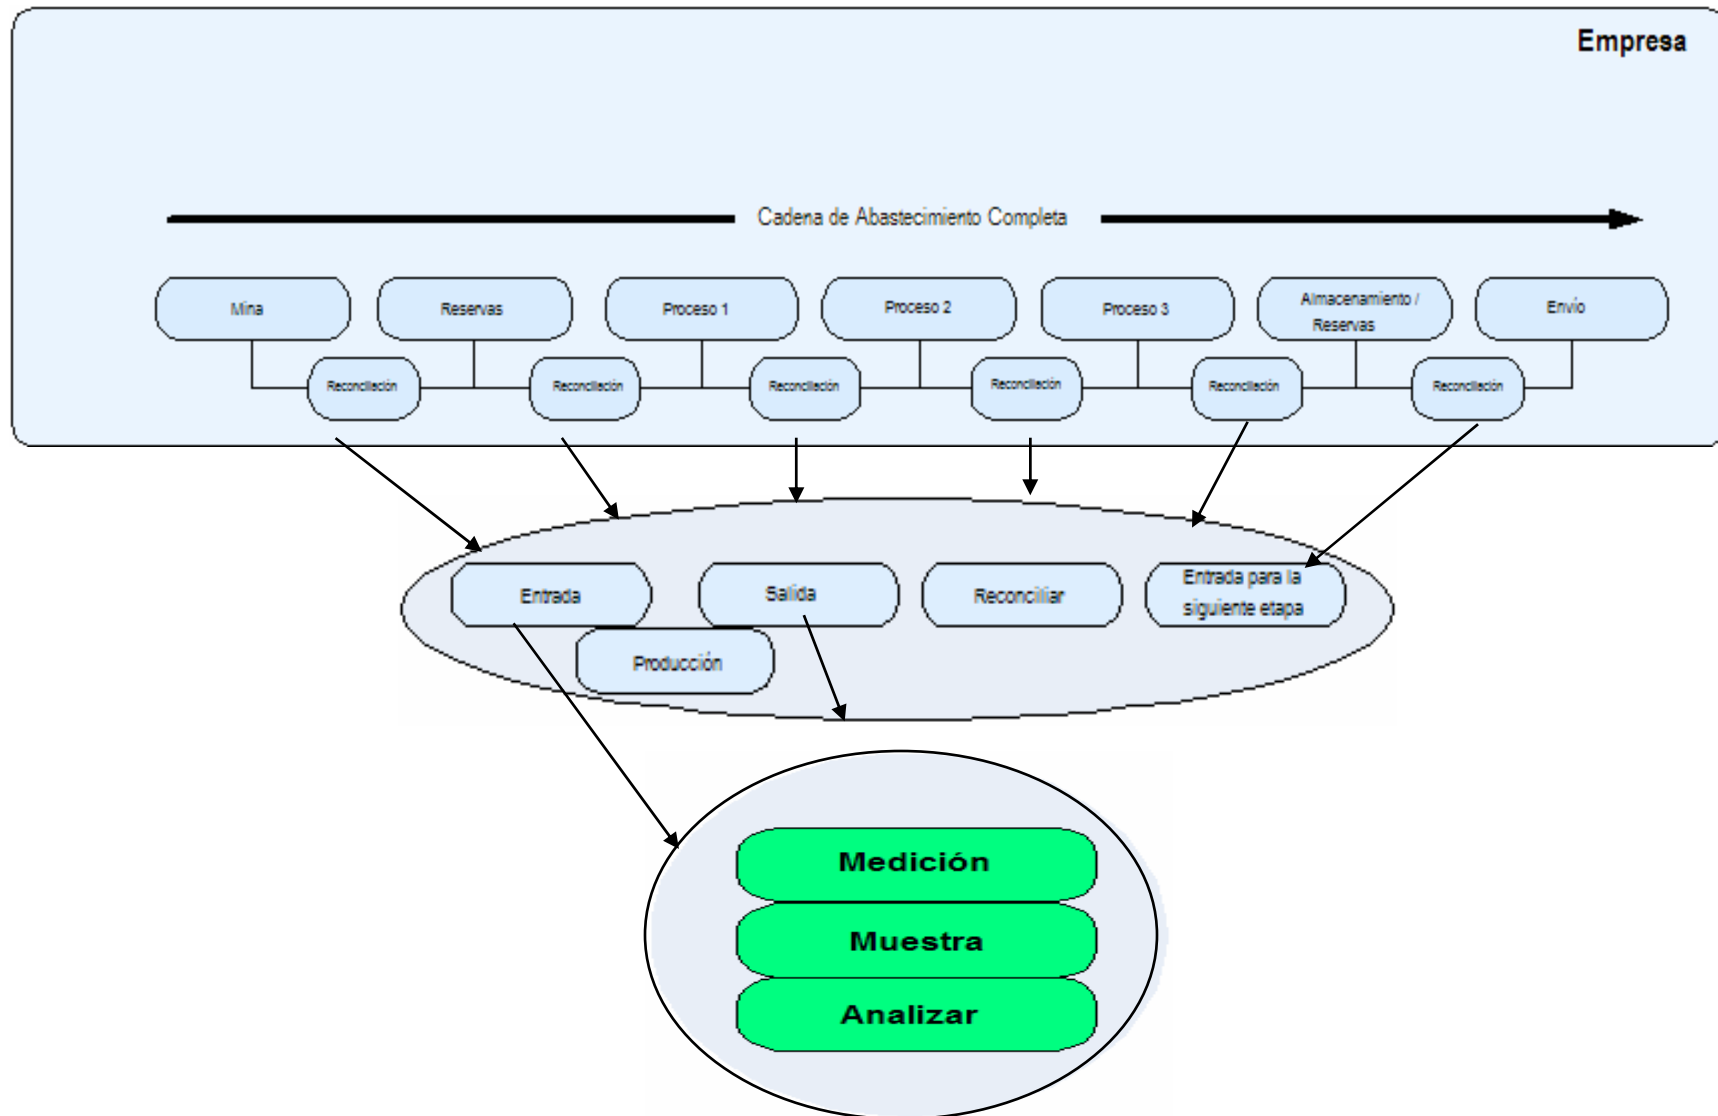 Empresa
Cadena de Abastecimiento Completa
Mina
Reservas
Proceso 1
Proceso 2
Proceso 3
Almacenamiento /
Reservas
Envío
Reconciliación
Reconciliación
Reconciliación
Reconciliación
Reconciliación
Reconciliación
Entrada
Salida
Reconciliar
Entrada para la
siguiente etapa
Producción
Medición
Muestra
Analizar